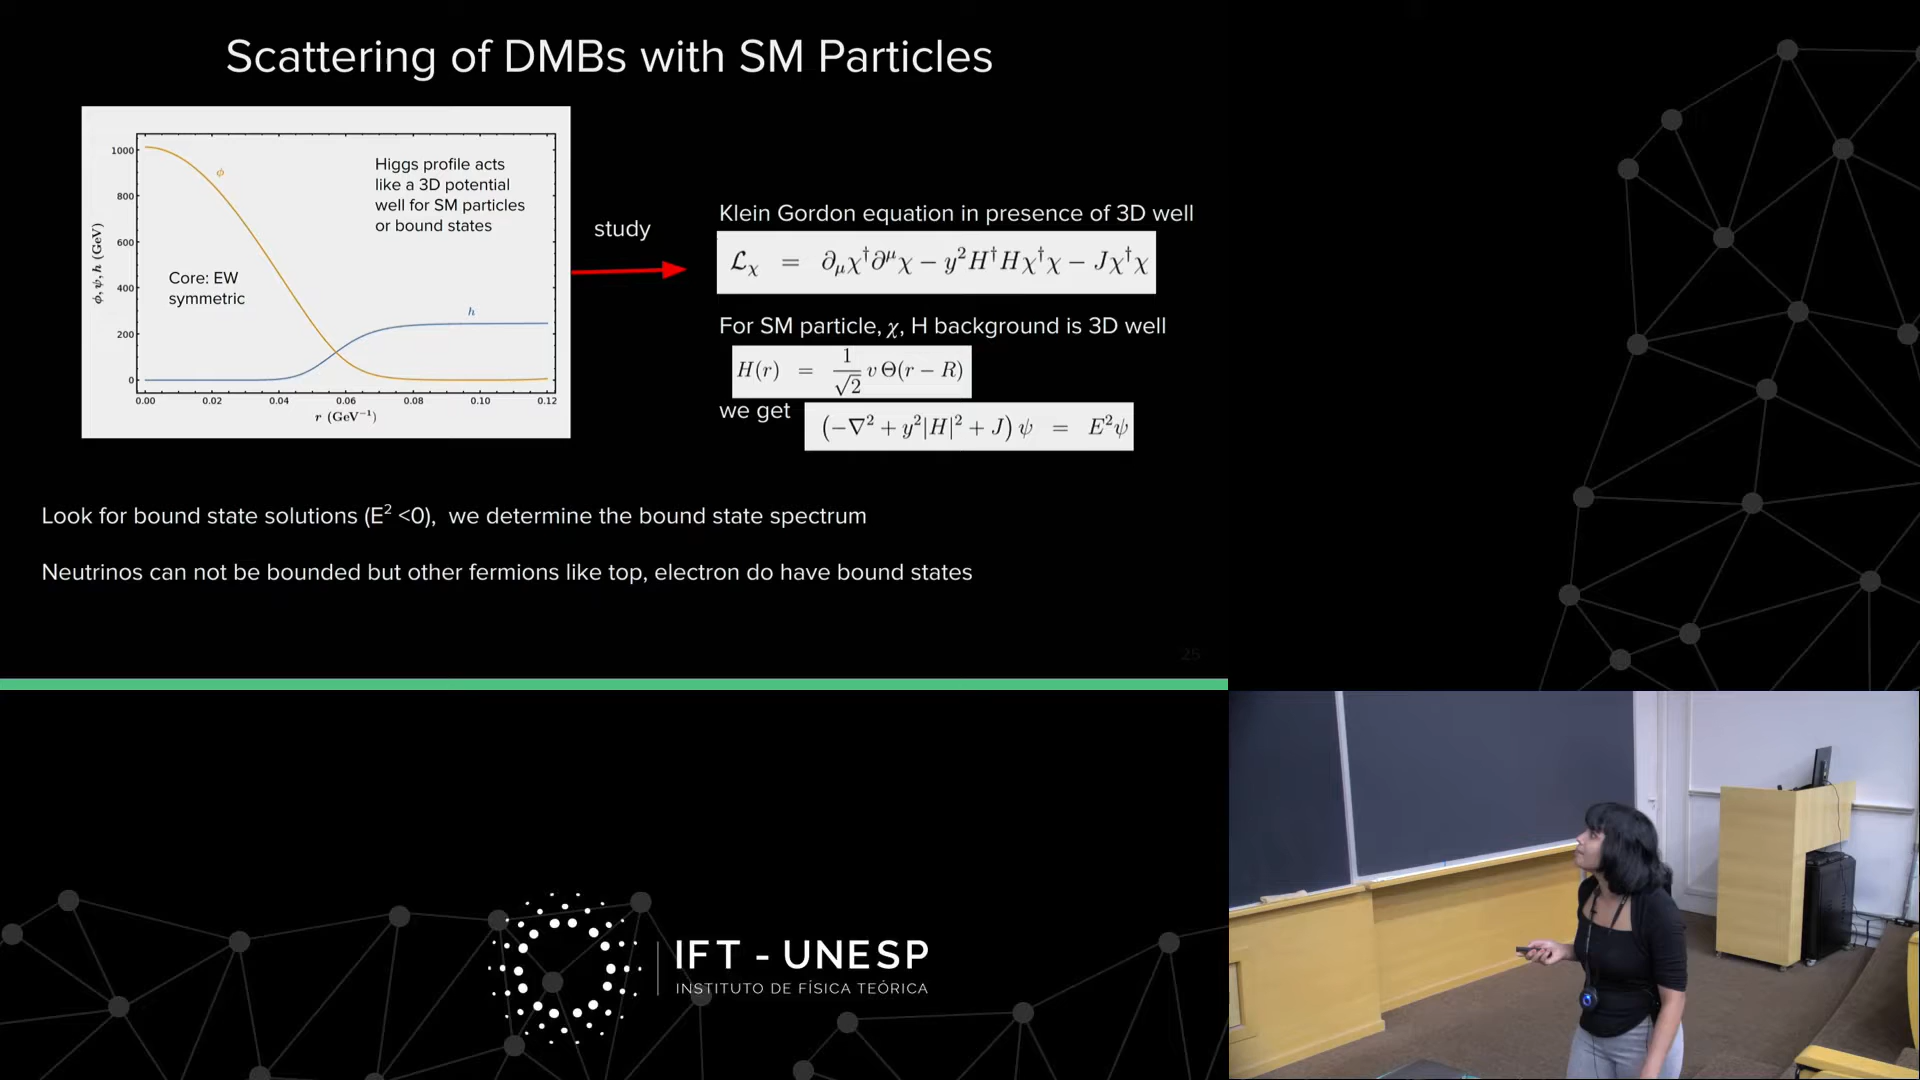 Scattering of DMBs with SM Particles
ϕ
Higgs profile acts
like a 3D potential
well for SM particles
or bound states
Core: EW
symmetric
h
1000
800
600
400
200
0
ϕ, ψ, h (GeV)
0.00 0.02 0.04 0.06 0.08 0.10 0.12
r (GeV⁻¹)
study
Klein Gordon equation in presence of 3D well
ℒ_χ = ∂_μχ†∂^μχ − y²H†Hχ†χ − Jχ†χ
For SM particle, χ, H background is 3D well
H(r) = 1/√2 v Θ(r − R)
we get
(−∇² + y²|H|² + J) ψ = E²ψ
Look for bound state solutions (E² <0), we determine the bound state spectrum
Neutrinos can not be bounded but other fermions like top, electron do have bound states
25
IFT - UNESP
INSTITUTO DE FÍSICA TEÓRICA